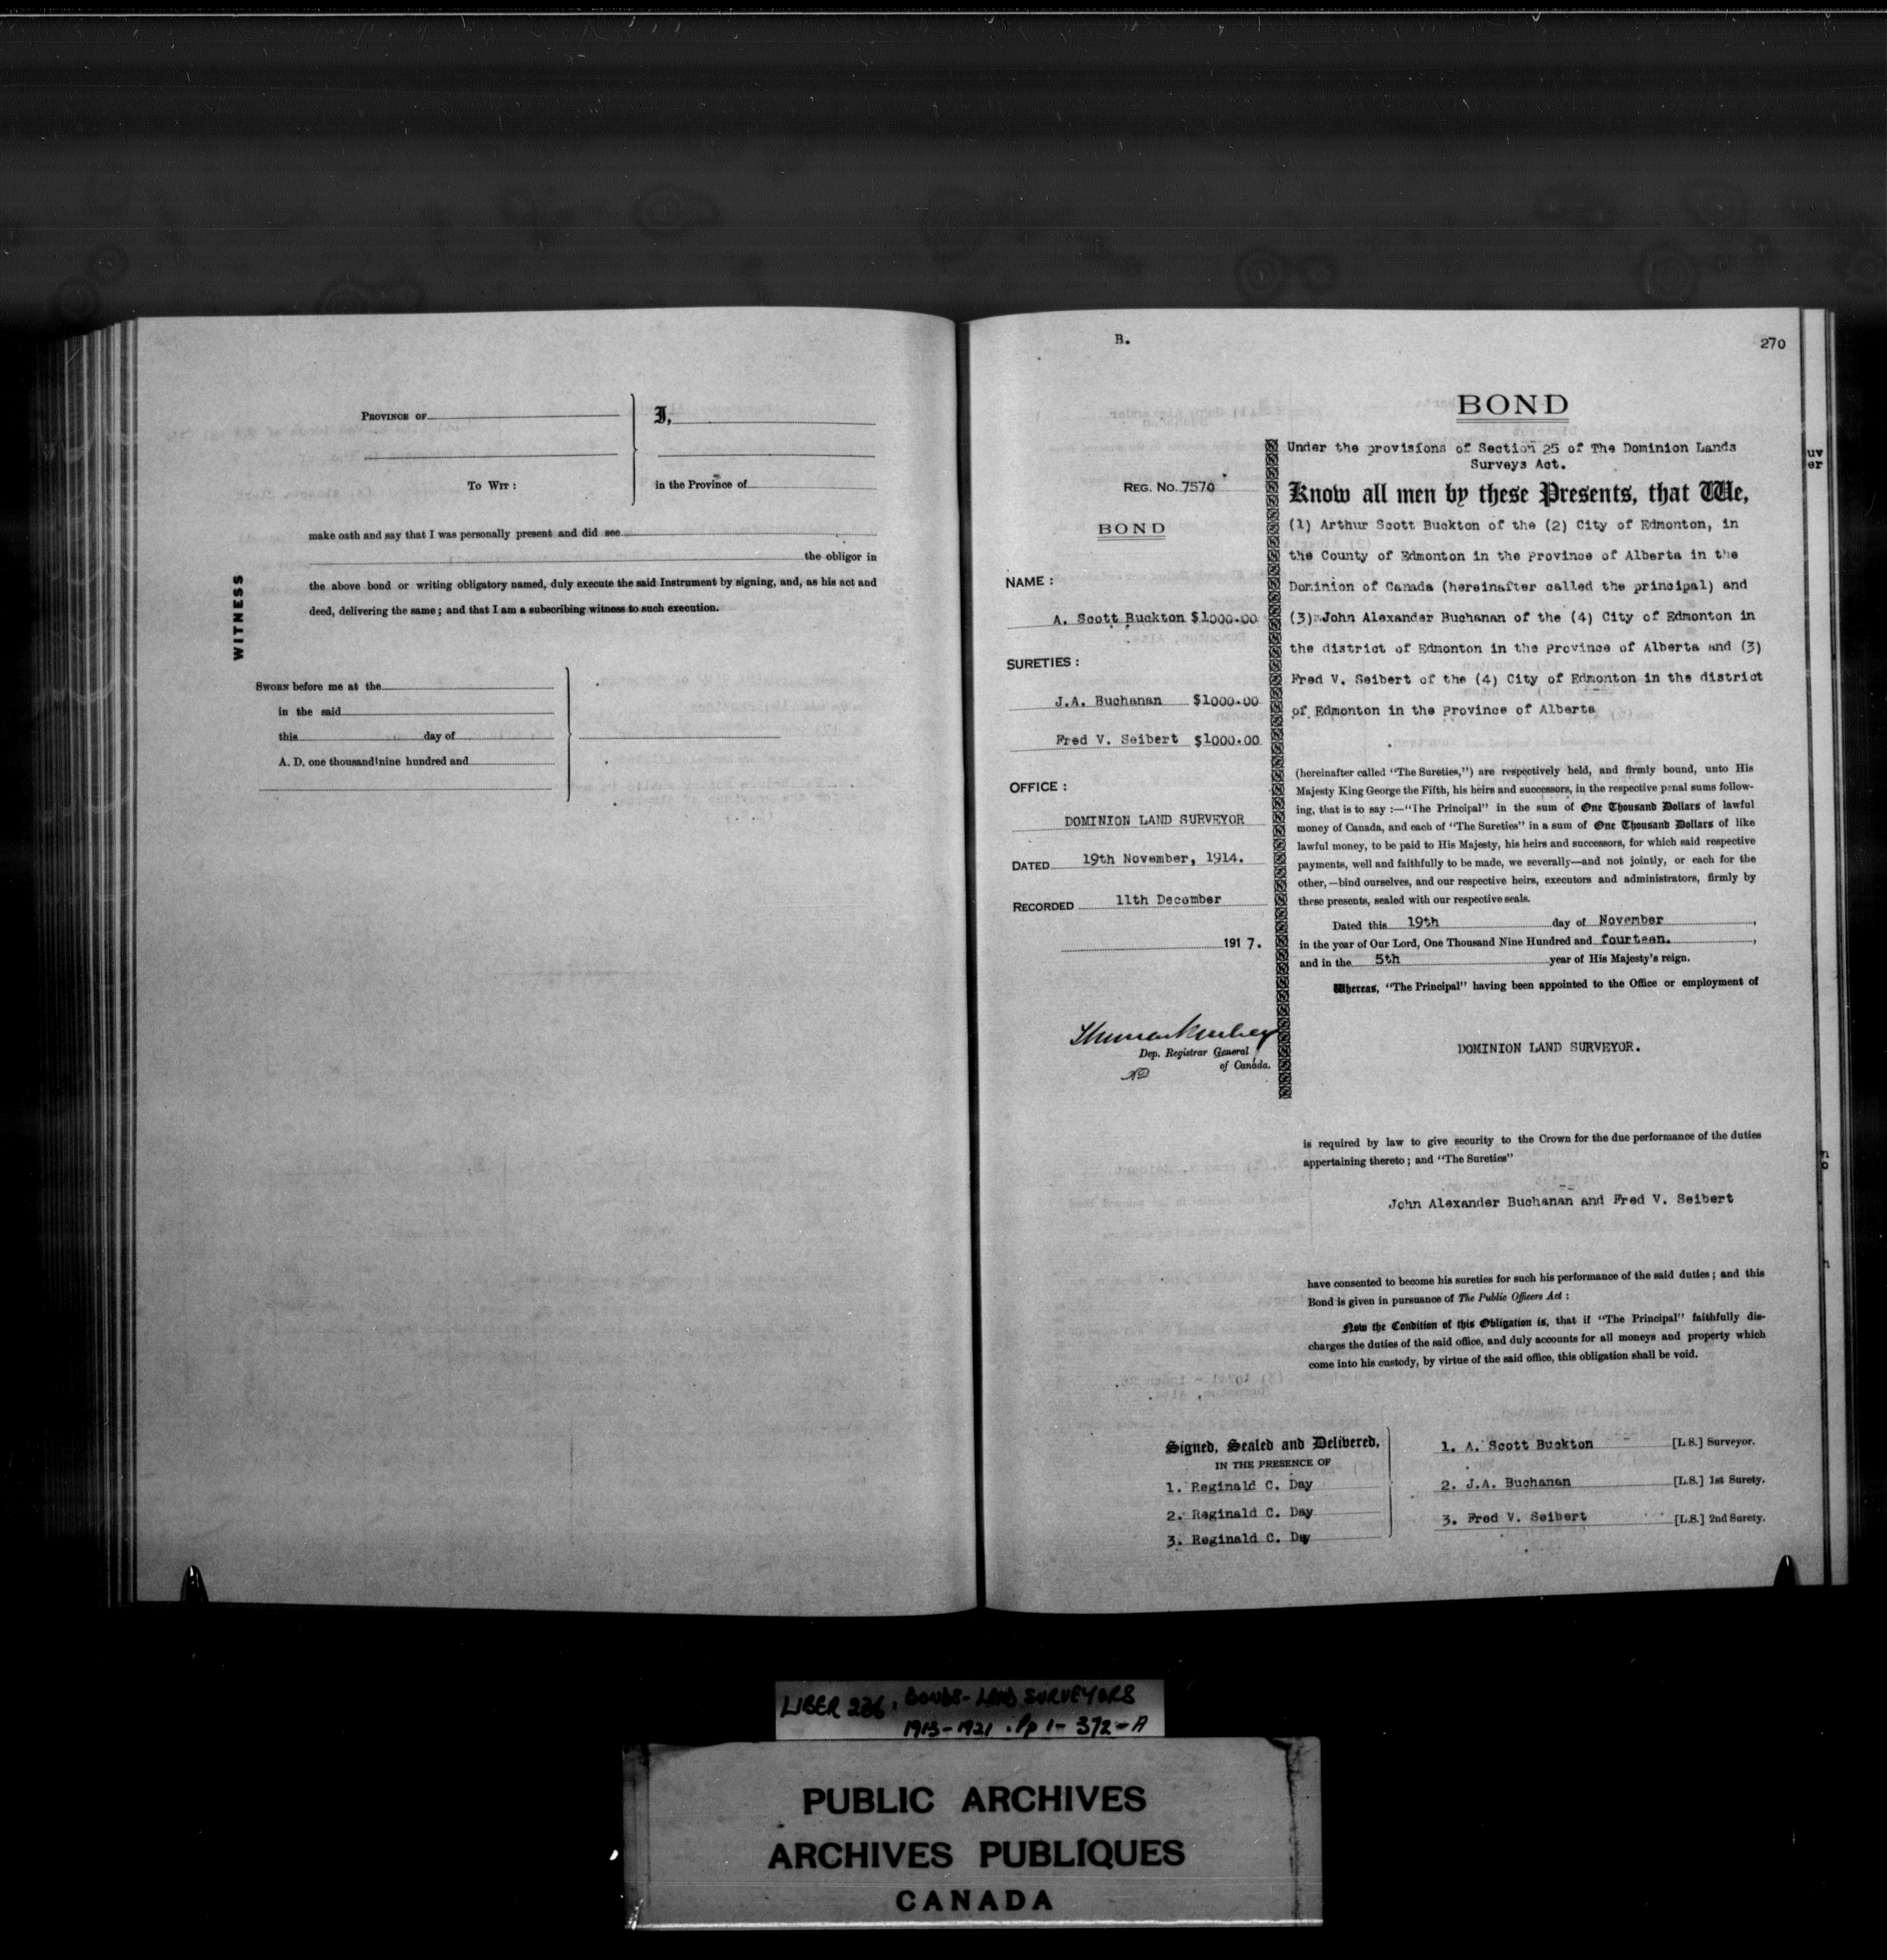 PROVINCE OF
TO WIT :
I,
in the Province of
make oath and say that I was personally present and did see
the obligor in
the above bond or writing obligatory named, duly execute the said Instrument by signing, and, as his act and
deed, delivering the same ; and that I am a subscribing witness to such execution.
WITNESS
SWORN before me at the
in the said
this day of
A. D. one thousand nine hundred and
B.
270
REG. NO. 7570
BOND
NAME :
A. Scott Buckton $1000.00
SURETIES :
J.A. Buchanan $1000.00
Fred V. Seibert $1000.00
OFFICE :
DOMINION LAND SURVEYOR
DATED 19th November, 1914.
RECORDED 11th December
1917.
Dep. Registrar General
of Canada.
BOND
Under the provisions of Section 25 of The Dominion Lands
Surveys Act.
Know all men by these Presents, that We,
(1) Arthur Scott Buckton of the (2) City of Edmonton, in
the County of Edmonton in the Province of Alberta in the
Dominion of Canada (hereinafter called the principal) and
(3) John Alexander Buchanan of the (4) City of Edmonton in
the district of Edmonton in the Province of Alberta and (3)
Fred V. Seibert of the (4) City of Edmonton in the district
of Edmonton in the Province of Alberta
(hereinafter called "The Sureties,") are respectively held, and firmly bound, unto His
Majesty King George the Fifth, his heirs and successors, in the respective penal sums follow-
ing, that is to say :—"The Principal" in the sum of One Thousand Dollars of lawful
money of Canada, and each of "The Sureties" in a sum of One Thousand Dollars of like
lawful money, to be paid to His Majesty, his heirs and successors, for which said respective
payments, well and faithfully to be made, we severally—and not jointly, or each for the
other,—bind ourselves, and our respective heirs, executors and administrators, firmly by
these presents, sealed with our respective seals.
Dated this 19th day of November,
in the year of Our Lord, One Thousand Nine Hundred and fourteen.,
and in the 5th year of His Majesty's reign.
Whereas, "The Principal" having been appointed to the Office or employment of
DOMINION LAND SURVEYOR.
is required by law to give security to the Crown for the due performance of the duties
appertaining thereto ; and "The Sureties"
John Alexander Buchanan and Fred V. Seibert
have consented to become his sureties for such his performance of the said duties ; and this
Bond is given in pursuance of The Public Officers Act :
Now the Condition of this Obligation is, that if "The Principal" faithfully dis-
charges the duties of the said office, and duly accounts for all moneys and property which
come into his custody, by virtue of the said office, this obligation shall be void.
Signed, Sealed and Delivered,
IN THE PRESENCE OF
1. Reginald C. Day
2. Reginald C. Day
3. Reginald C. Day
1. A. Scott Buckton [L.S.] Surveyor.
2. J.A. Buchanan [L.S.] 1st Surety.
3. Fred V. Seibert [L.S.] 2nd Surety.
uv
er
LIBER 236: BONDS-LAND SURVEYORS
1913-1921. Pp 1-372-A
PUBLIC ARCHIVES
ARCHIVES PUBLIQUES
CANADA